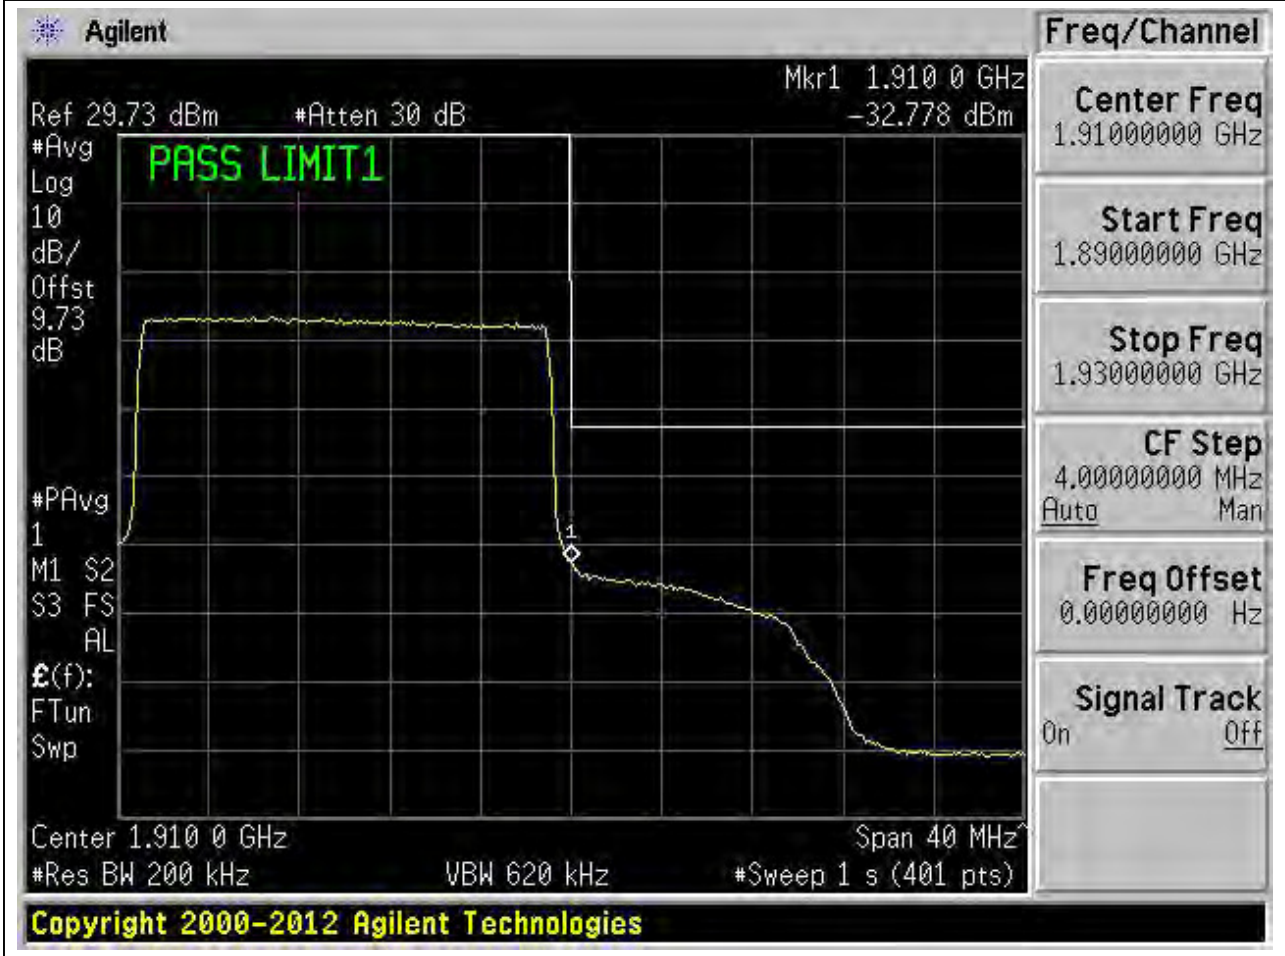 Agilent
Freq/Channel
Mkr1 1.910 0 GHz
Ref 29.73 dBm #Atten 30 dB -32.778 dBm
#Avg
Log
10
dB/
Offst
9.73
dB
PASS LIMIT1
#PAvg
1
M1 S2
S3 FS
AL
£(f):
FTun
Swp
1
Center 1.910 0 GHz Span 40 MHz^
#Res BW 200 kHz VBW 620 kHz #Sweep 1 s (401 pts)
Center Freq
1.91000000 GHz
Start Freq
1.89000000 GHz
Stop Freq
1.93000000 GHz
CF Step
4.00000000 MHz
Auto Man
Freq Offset
0.00000000 Hz
Signal Track
On Off
Copyright 2000-2012 Agilent Technologies